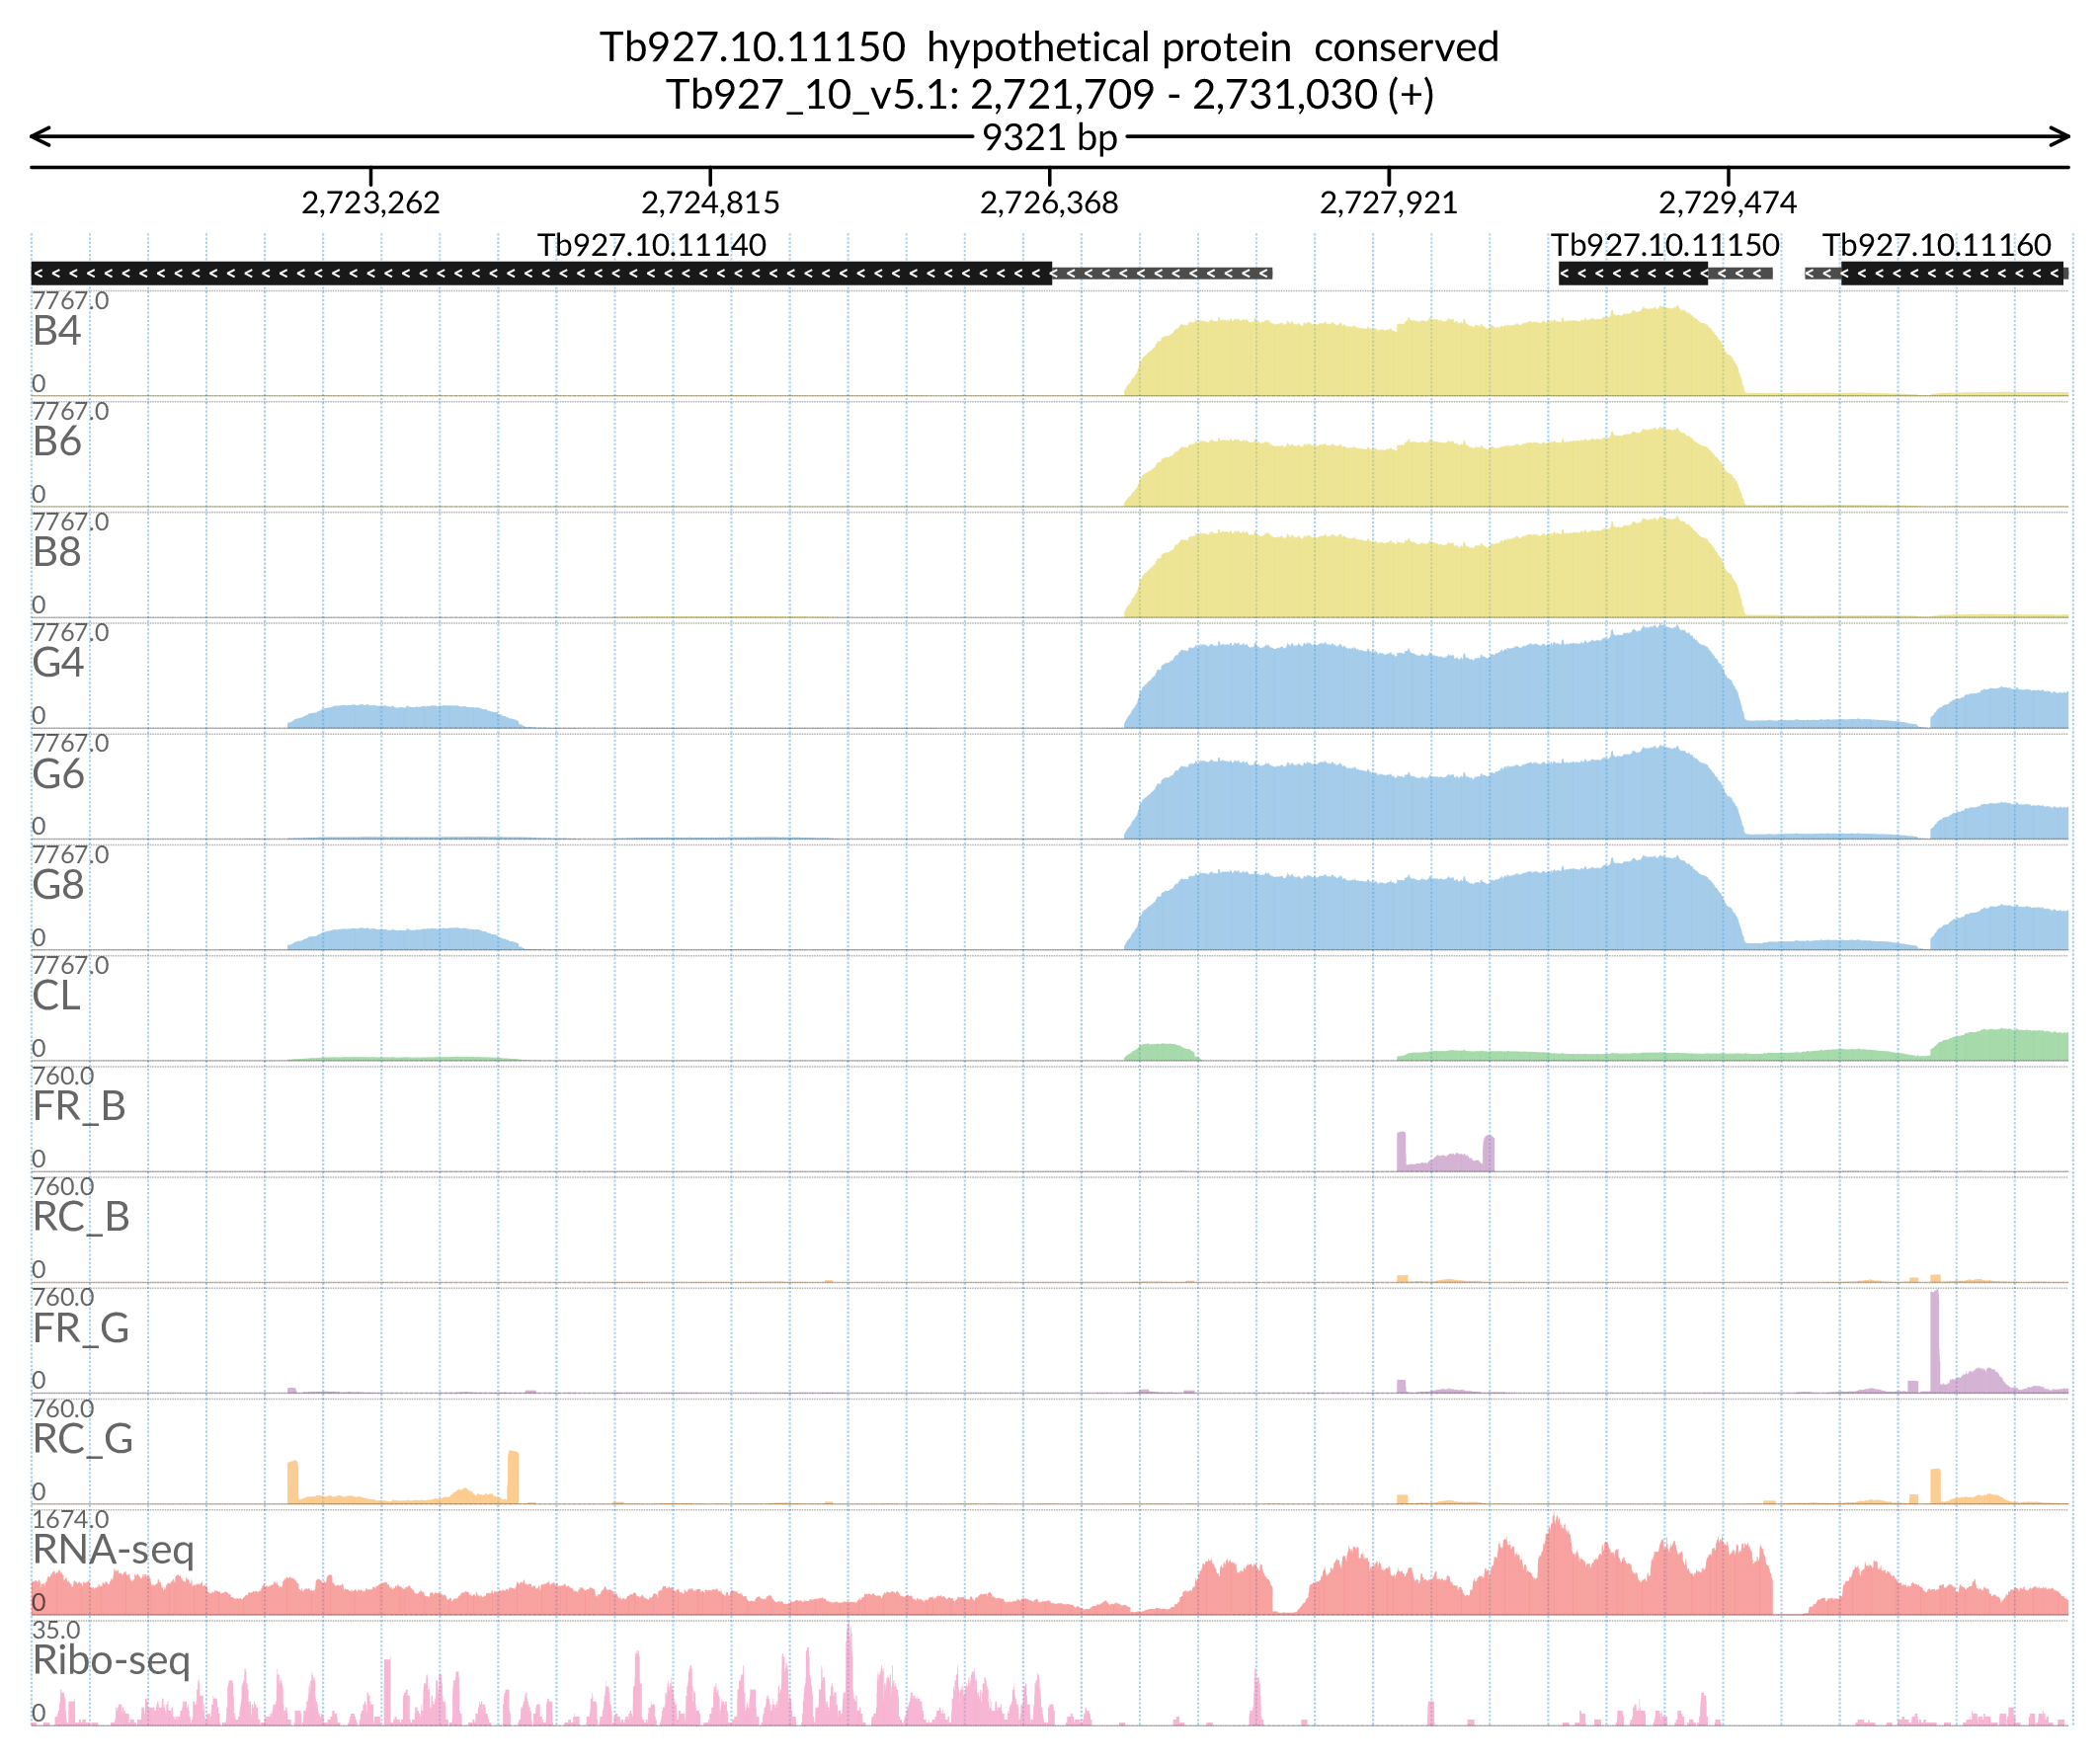 Tb927.10.11150 hypothetical protein conserved
Tb927_10_v5.1: 2,721,709 - 2,731,030 (+)
9321 bp
2,723,262 2,724,815 2,726,368 2,727,921 2,729,474
Tb927.10.11140 Tb927.10.11150 Tb927.10.11160
7767.0
B4
0
7767.0
B6
0
7767.0
B8
0
7767.0
G4
0
7767.0
G6
0
7767.0
G8
0
7767.0
CL
0
760.0
FR_B
0
760.0
RC_B
0
760.0
FR_G
0
760.0
RC_G
0
1674.0
RNA-seq
0
35.0
Ribo-seq
0